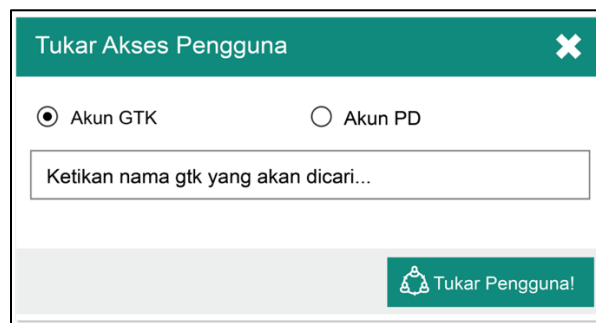 Tukar Akses Pengguna
Akun GTK
Akun PD
Ketikan nama gtk yang akan dicari...
Tukar Pengguna!